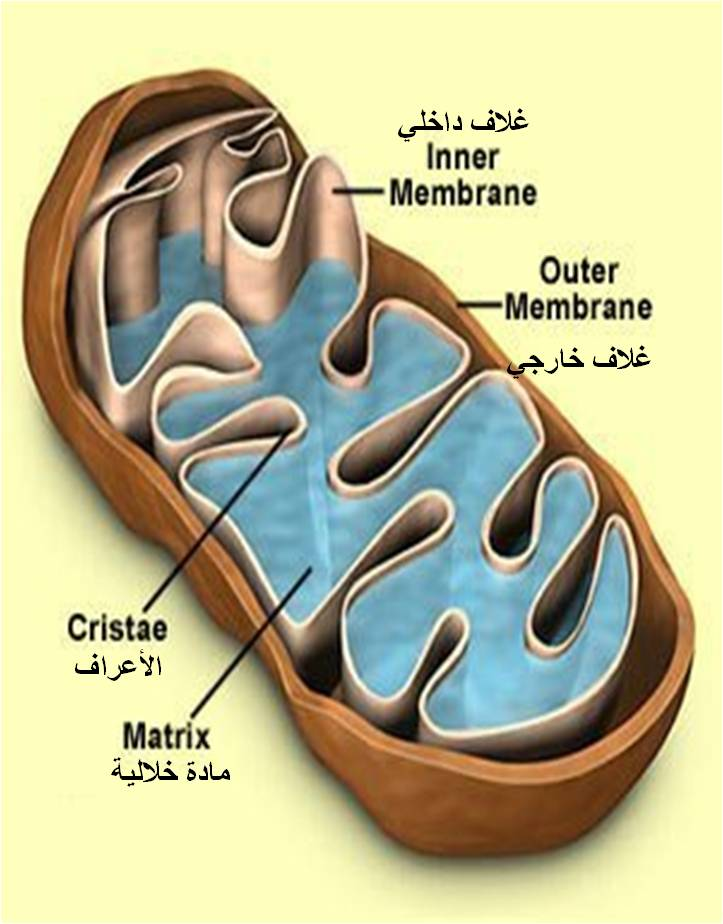 غلاف داخلي
Inner
Membrane
Outer
Membrane
غلاف خارجي
Cristae
الأعراف
Matrix
مادة خلالية